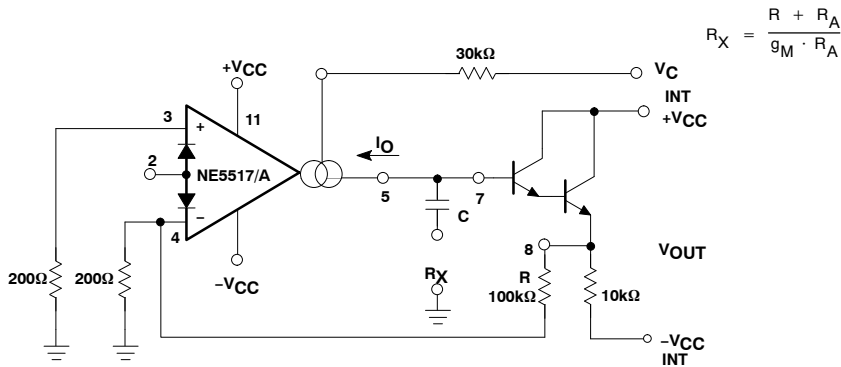 R + R_A
R_X = ―――
g_M · R_A
30kΩ
V_C
+V_CC
INT
+V_CC
3
+
11
I_O
2
NE5517/A
5
C
7
−
4
−V_CC
8
V_OUT
200Ω
200Ω
R_X
R
100kΩ
10kΩ
−V_CC
INT